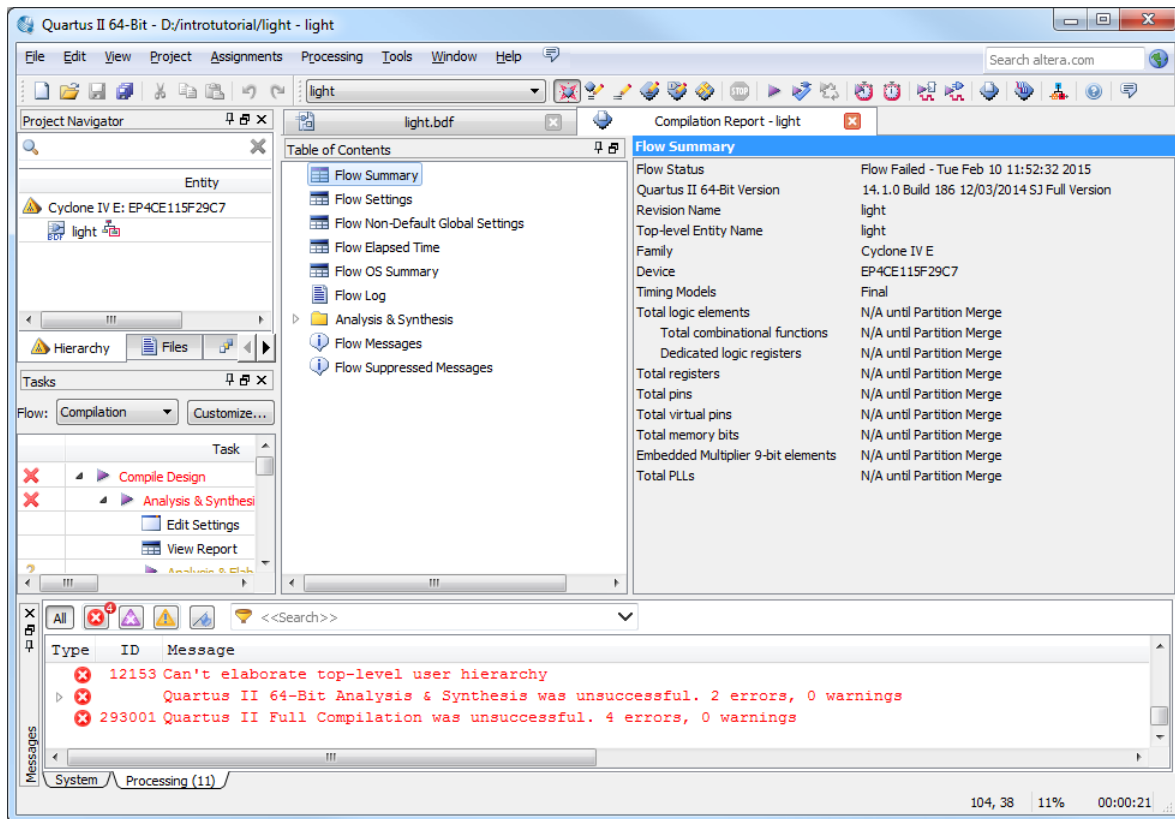 Quartus II 64-Bit - D:/introtutorial/light - light
File Edit View Project Assignments Processing Tools Window Help
Search altera.com
light
Project Navigator
Entity
Cyclone IV E: EP4CE115F29C7
BDF light
Hierarchy Files
Tasks
Flow: Compilation Customize...
Task
Compile Design
Analysis & Synthesi
Edit Settings
View Report
? Analysis & Elab
light.bdf
Compilation Report - light
Table of Contents
Flow Summary
Flow Settings
Flow Non-Default Global Settings
Flow Elapsed Time
Flow OS Summary
Flow Log
Analysis & Synthesis
Flow Messages
Flow Suppressed Messages
Flow Summary
Flow Status Flow Failed - Tue Feb 10 11:52:32 2015
Quartus II 64-Bit Version 14.1.0 Build 186 12/03/2014 SJ Full Version
Revision Name light
Top-level Entity Name light
Family Cyclone IV E
Device EP4CE115F29C7
Timing Models Final
Total logic elements N/A until Partition Merge
Total combinational functions N/A until Partition Merge
Dedicated logic registers N/A until Partition Merge
Total registers N/A until Partition Merge
Total pins N/A until Partition Merge
Total virtual pins N/A until Partition Merge
Total memory bits N/A until Partition Merge
Embedded Multiplier 9-bit elements N/A until Partition Merge
Total PLLs N/A until Partition Merge
All 4 <<Search>>
Type ID Message
12153 Can't elaborate top-level user hierarchy
Quartus II 64-Bit Analysis & Synthesis was unsuccessful. 2 errors, 0 warnings
293001 Quartus II Full Compilation was unsuccessful. 4 errors, 0 warnings
Messages
System Processing (11)
104, 38 11% 00:00:21